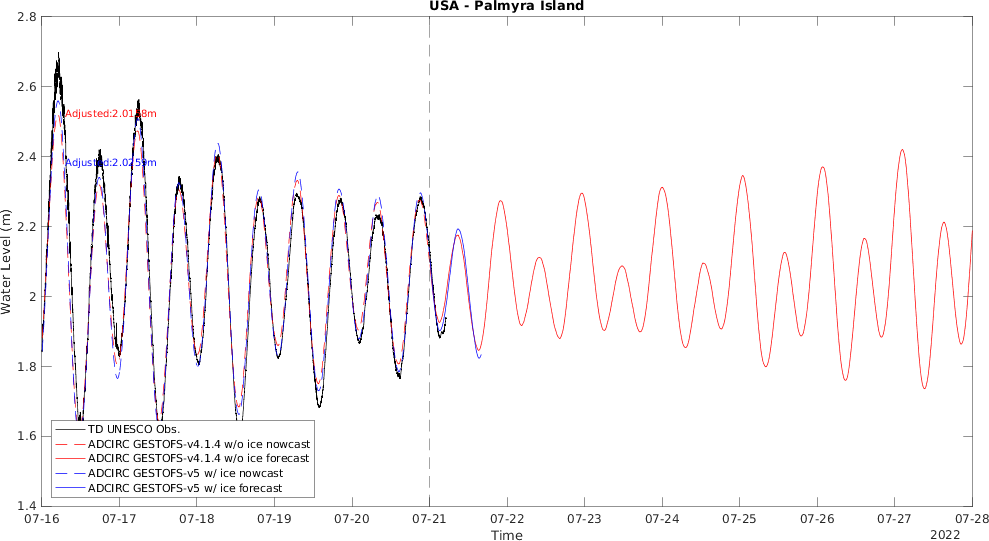 USA - Palmyra Island
2.8
2.6
2.4
2.2
2
1.8
1.6
1.4
Water Level (m)
Adjusted:2.0168m
Adjusted:2.0259m
TD UNESCO Obs.
ADCIRC GESTOFS-v4.1.4 w/o ice nowcast
ADCIRC GESTOFS-v4.1.4 w/o ice forecast
ADCIRC GESTOFS-v5 w/ ice nowcast
ADCIRC GESTOFS-v5 w/ ice forecast
07-16 07-17 07-18 07-19 07-20 07-21 07-22 07-23 07-24 07-25 07-26 07-27 07-28
Time
2022